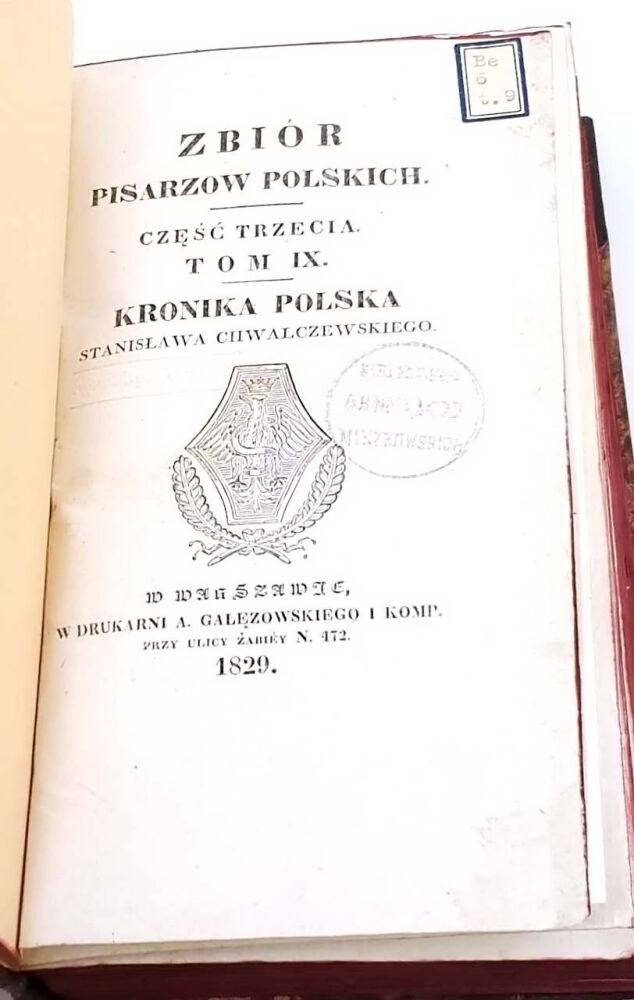 Be
6
t.9
ZBIÓR
PISARZOW POLSKICH.
CZĘŚĆ TRZECIA.
TOM IX.
KRONIKA POLSKA
STANISŁAWA CHWALCZEWSKIEGO.
W WARSZAWIE,
W DRUKARNI A. GAŁĘZOWSKIEGO I KOMP.
PRZY ULICY ŻABIÉY N. 472.
1829.